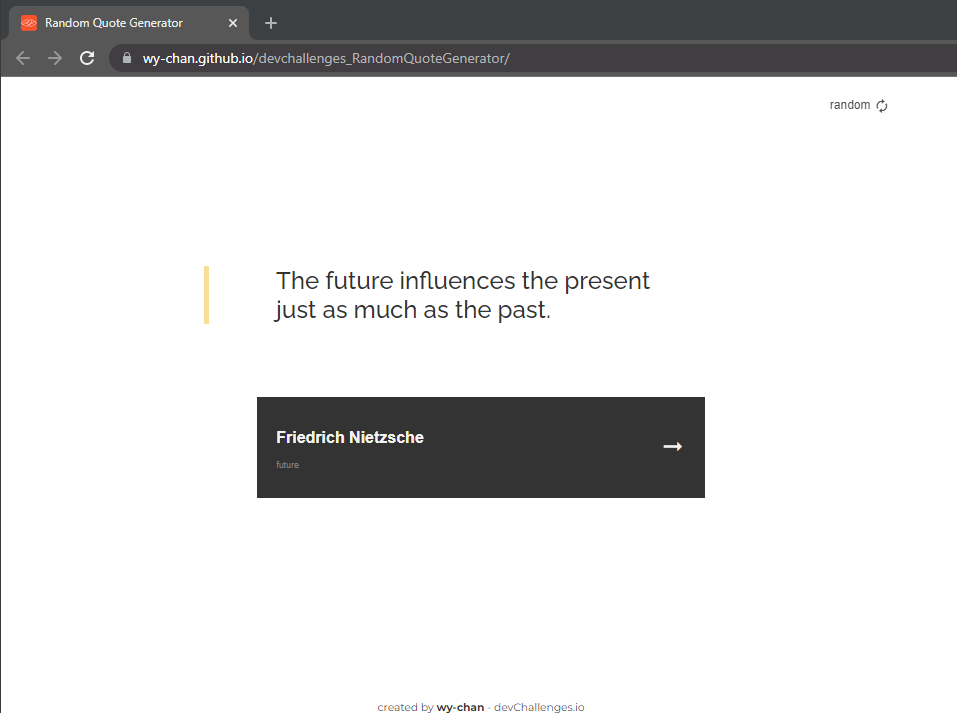 Random Quote Generator
wy-chan.github.io/devchallenges_RandomQuoteGenerator/
random
The future influences the present
just as much as the past.
Friedrich Nietzsche
future
created by wy-chan - devChallenges.io